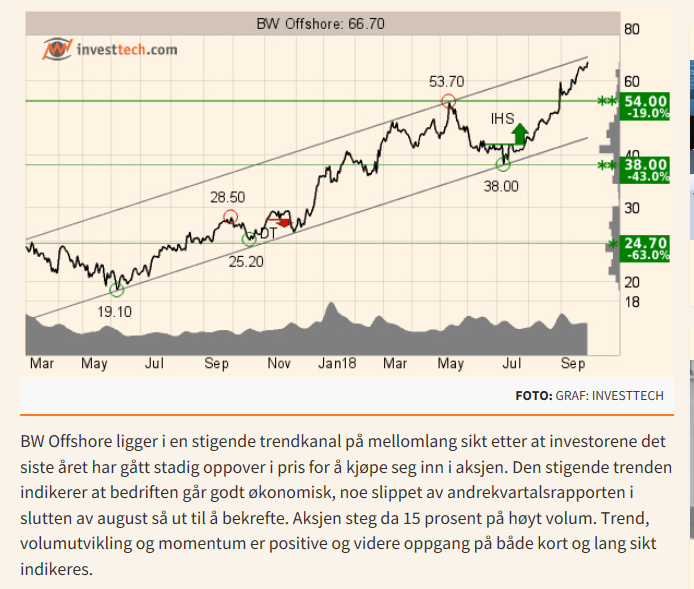 BW Offshore: 66.70
investtech.com
80
60
40
30
20
18
53.70
IHS
28.50
DT
25.20
38.00
19.10
** 54.00
-19.0%
** 38.00
-43.0%
* 24.70
-63.0%
Mar May Jul Sep Nov Jan18 Mar May Jul Sep
FOTO: GRAF: INVESTTECH
BW Offshore ligger i en stigende trendkanal på mellomlang sikt etter at investorene det
siste året har gått stadig oppover i pris for å kjøpe seg inn i aksjen. Den stigende trenden
indikerer at bedriften går godt økonomisk, noe slippet av andrekvartalsrapporten i
slutten av august så ut til å bekrefte. Aksjen steg da 15 prosent på høyt volum. Trend,
volumutvikling og momentum er positive og videre oppgang på både kort og lang sikt
indikeres.